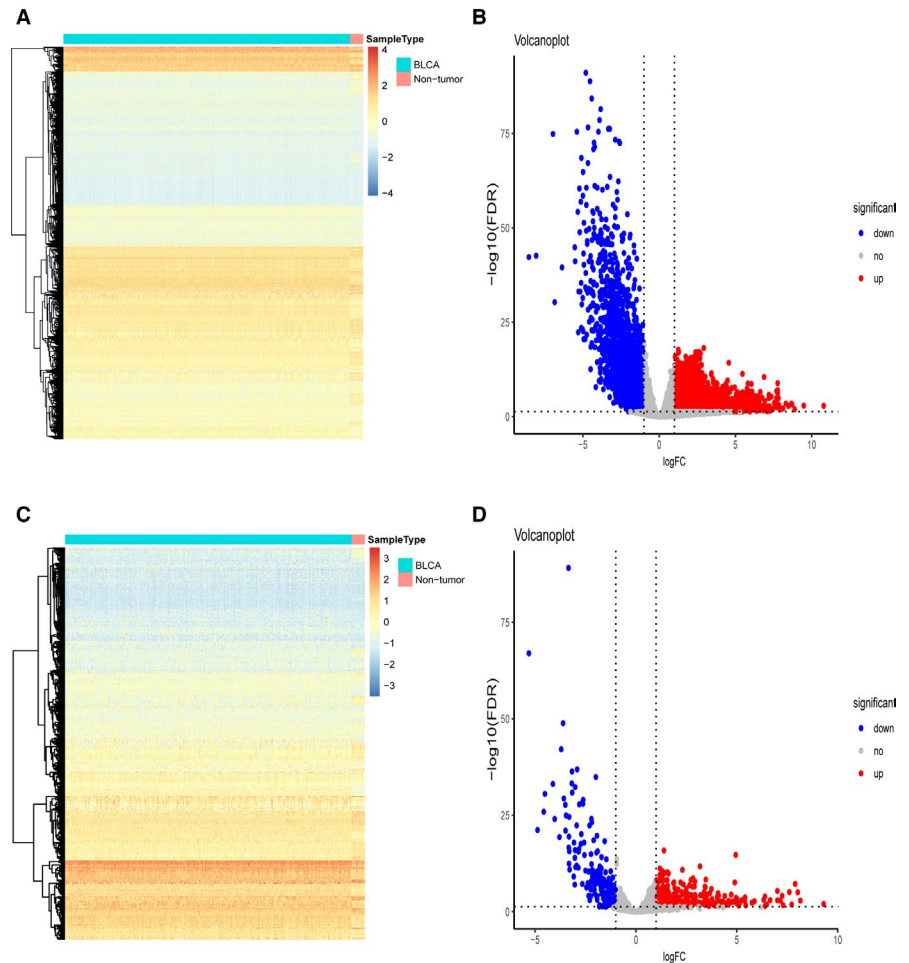 A
SampleType
BLCA
Non-tumor
4
2
0
−2
−4
B
Volcanoplot
−log10(FDR)
75
50
25
0
−5
0
5
10
logFC
significant
down
no
up
C
SampleType
BLCA
Non-tumor
3
2
1
0
−1
−2
−3
D
Volcanoplot
−log10(FDR)
75
50
25
0
−5
0
5
10
logFC
significant
down
no
up